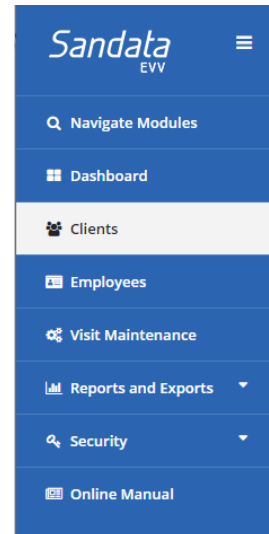 Sandata
EVV
Navigate Modules
Dashboard
Clients
Employees
Visit Maintenance
Reports and Exports
Security
Online Manual